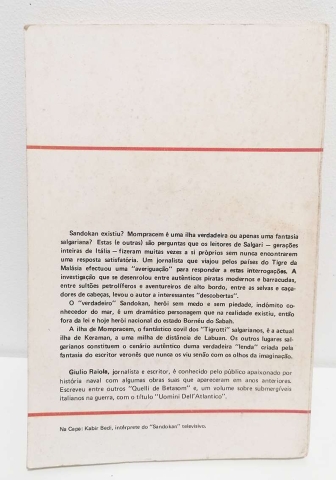 Sandokan existiu? Mompracem é uma ilha verdadeira ou apenas uma fantasia
salgariana? Estas (e outras) são perguntas que os leitores de Salgari — gerações
inteiras da Itália — fizeram muitas vezes a si próprios sem nunca encontrarem
uma resposta satisfatória. Um jornalista que viajou pelos países do Tigre da
Malásia efectuou uma "averiguação" para responder a estas interrogações. A
investigação que se desenrolou entre autênticos piratas modernos e barracudas,
entre sultões petrolíferos e aventureiros de alto bordo, entre as selvas e caça-
dores de cabeças, levou o autor a interessantes "descobertas".
O "verdadeiro" Sandokan, herói sem medo e sem piedade, indómito co-
nhecedor do mar, é um dramático personagem que na realidade existiu, então
fora da lei e hoje herói nacional do estado Bornéu do Sabah.
A ilha de Mompracem, o fantástico covil dos "Tigrotti" salgarianos, é a actual
ilha de Keraman, a uma milha de distância de Labuan. Os outros lugares sal-
garianos constituem o cenário autêntico duma verdadeira "lenda" criada pela
fantasia do escritor veronês que nunca os viu senão com os olhos da imaginação.
Giulio Raiola, jornalista e escritor, é conhecido pelo público apaixonado por
história naval com algumas obras suas que apareceram em anos anteriores.
Escreveu entre outros "Quelli de Betasom" e, um volume sobre submergíveis
italianos na guerra, com o título "Uomini Dell'Atlantico".
Na Capa: Kabir Bedi, intérprete do "Sandokan" televisivo.